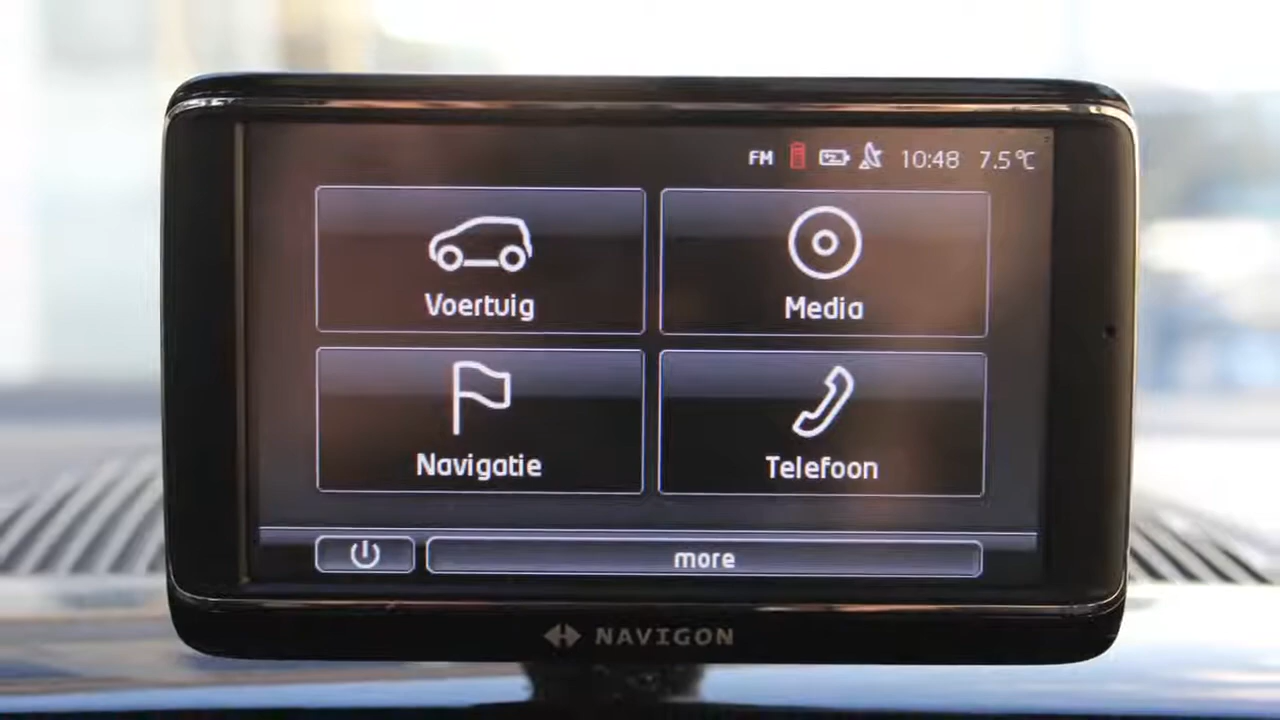 FM 10:48 7.5°C
Voertuig
Media
Navigatie
Telefoon
more
NAVIGON